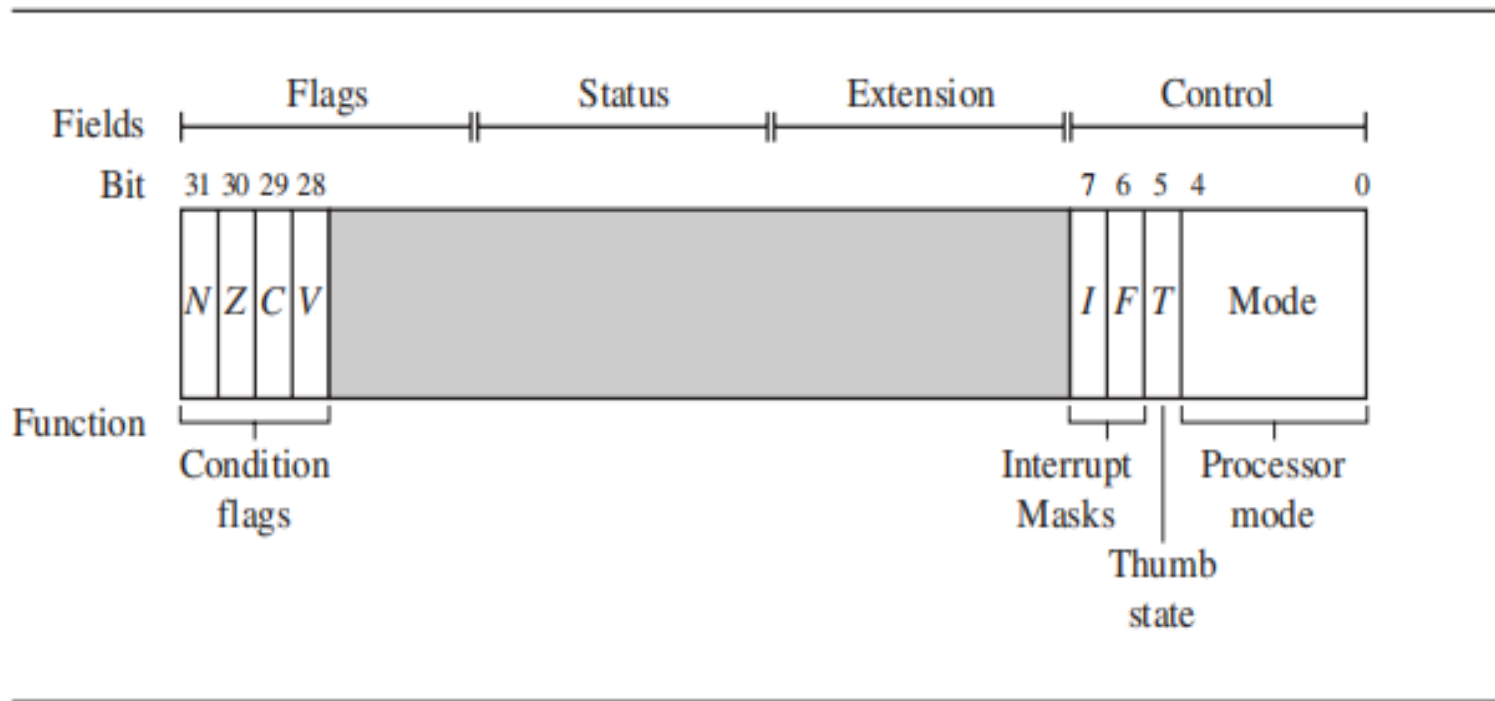 Fields Flags Status Extension Control
Bit 31 30 29 28 7 6 5 4 0
N Z C V I F T Mode
Function
Condition
flags
Interrupt
Masks
Thumb
state
Processor
mode